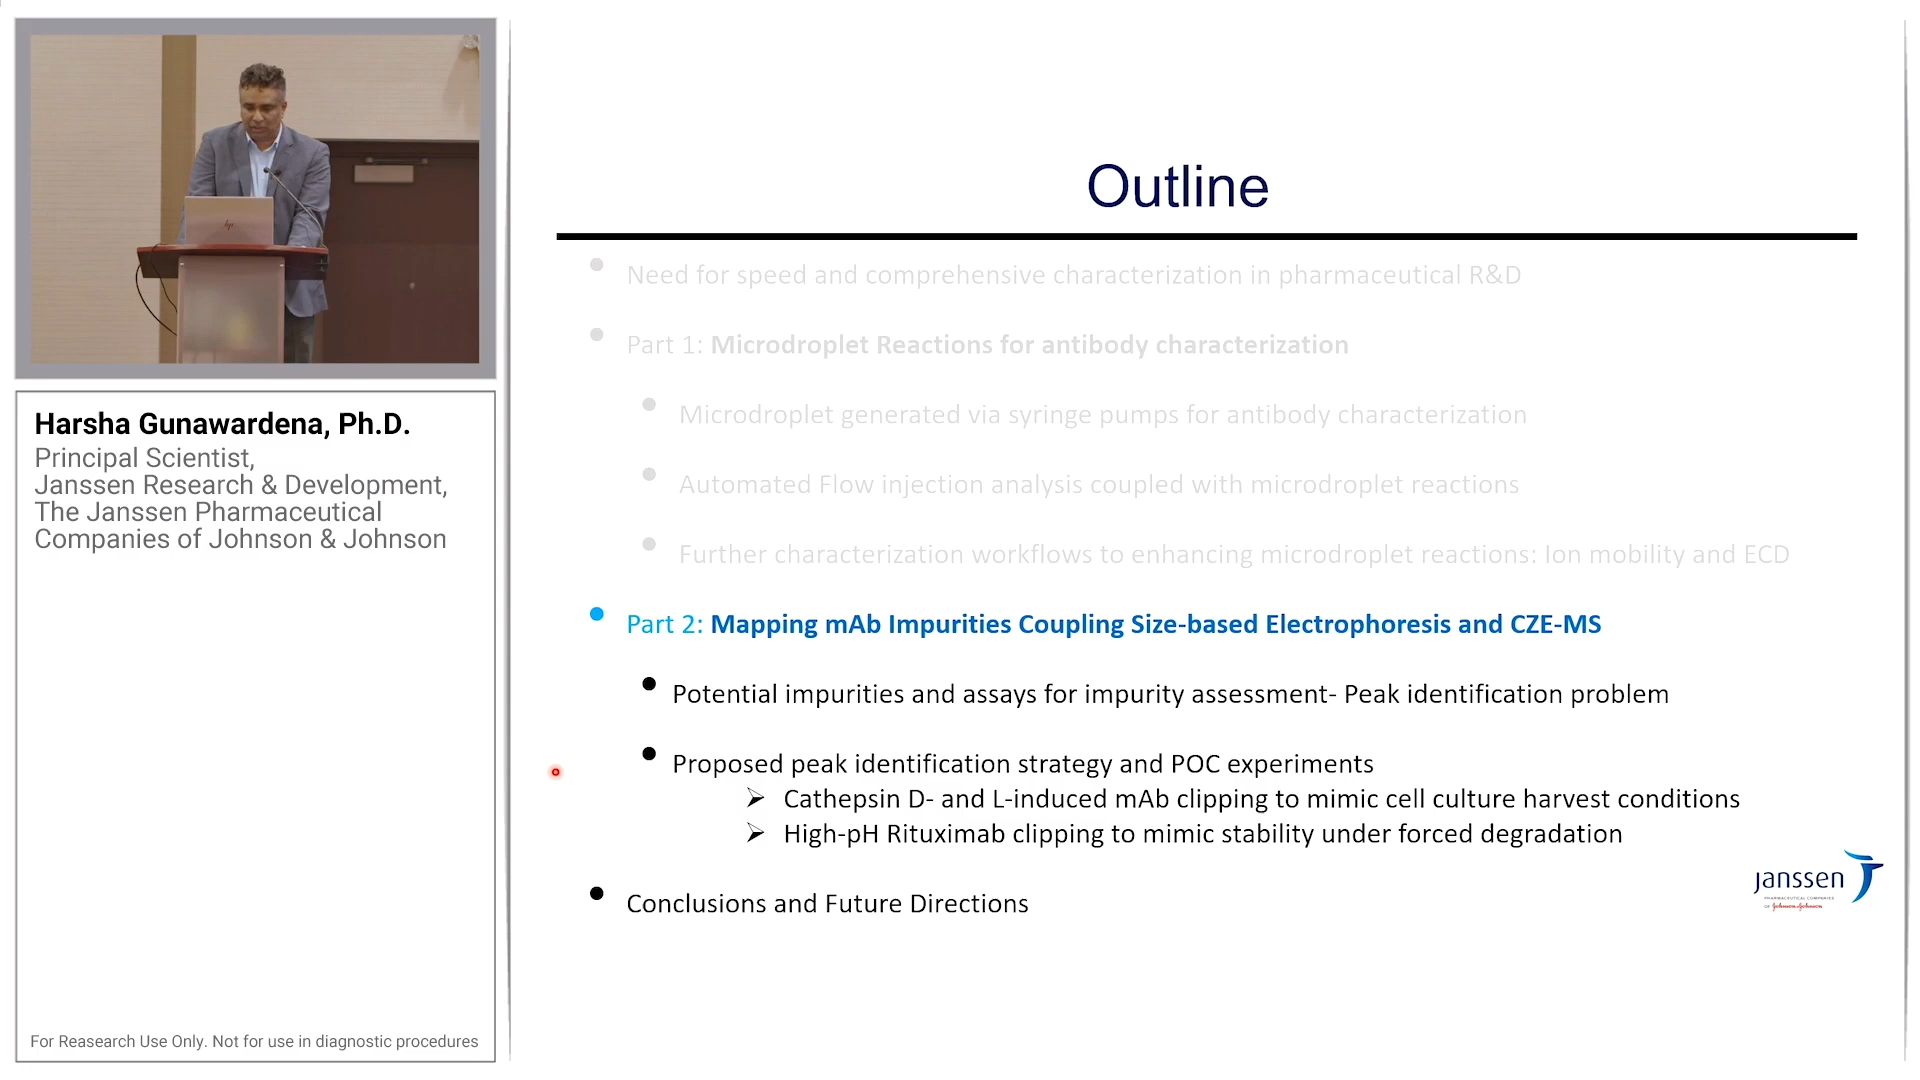 Harsha Gunawardena, Ph.D.
Principal Scientist,
Janssen Research & Development,
The Janssen Pharmaceutical
Companies of Johnson & Johnson
For Reasearch Use Only. Not for use in diagnostic procedures
Outline
Need for speed and comprehensive characterization in pharmaceutical R&D
Part 1: Microdroplet Reactions for antibody characterization
Microdroplet generated via syringe pumps for antibody characterization
Automated Flow injection analysis coupled with microdroplet reactions
Further characterization workflows to enhancing microdroplet reactions: Ion mobility and ECD
Part 2: Mapping mAb Impurities Coupling Size-based Electrophoresis and CZE-MS
Potential impurities and assays for impurity assessment- Peak identification problem
Proposed peak identification strategy and POC experiments
Cathepsin D- and L-induced mAb clipping to mimic cell culture harvest conditions
High-pH Rituximab clipping to mimic stability under forced degradation
Conclusions and Future Directions
janssen
PHARMACEUTICAL COMPANIES
OF Johnson & Johnson
hp